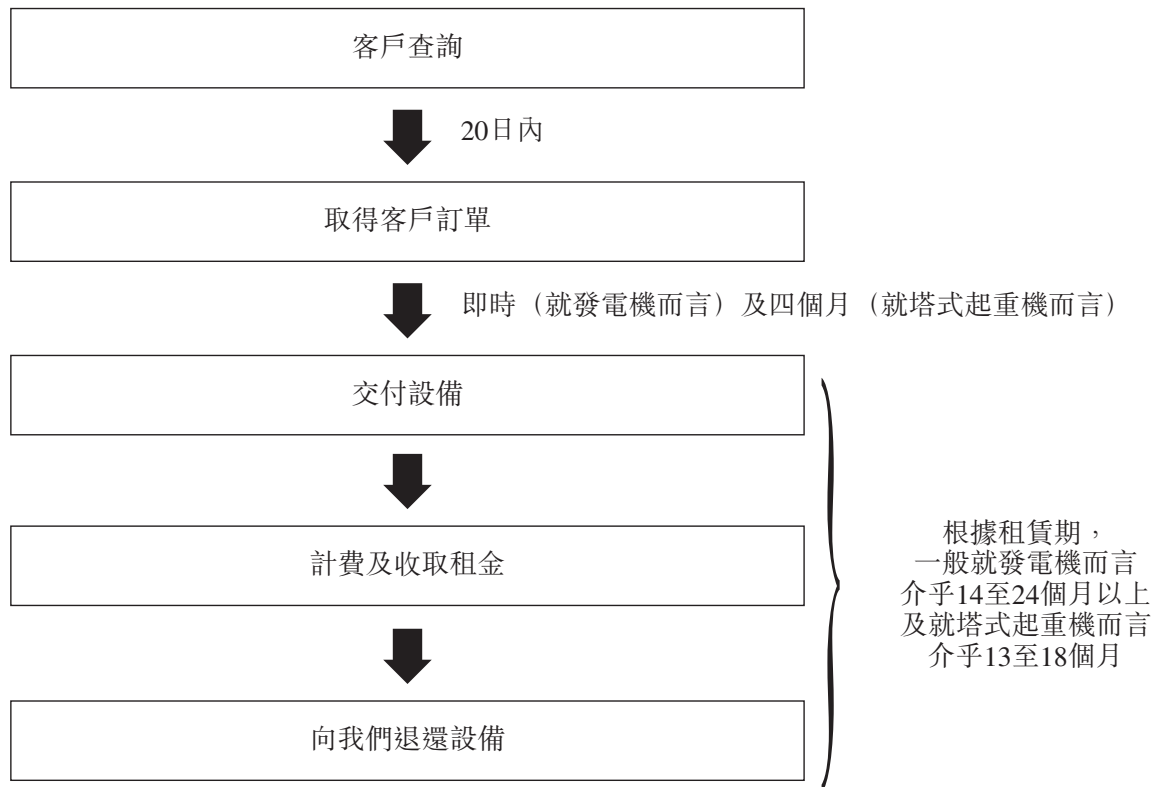 客戶查詢
20日內
取得客戶訂單
即時（就發電機而言）及四個月（就塔式起重機而言）
交付設備
計費及收取租金
向我們退還設備
根據租賃期，
一般就發電機而言
介乎14至24個月以上
及就塔式起重機而言
介乎13至18個月